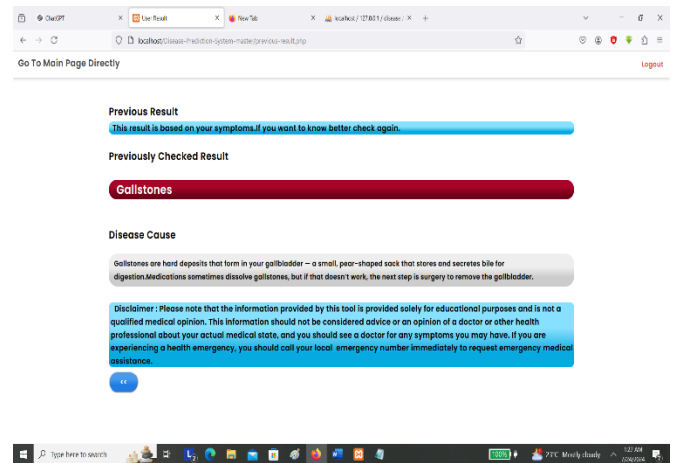 ChatGPT
User Result
New Tab
localhost / 127.0.0.1 / disease /
localhost/Disease-Prediction-System-master/previous-result.php
Go To Main Page Directly
Logout
Previous Result
This result is based on your symptoms.If you want to know better check again.
Previously Checked Result
Gallstones
Disease Cause
Gallstones are hard deposits that form in your gallbladder — a small, pear-shaped sack that stores and secretes bile for
digestion.Medications sometimes dissolve gallstones, but if that doesn't work, the next step is surgery to remove the gallbladder.
Disclaimer : Please note that the information provided by this tool is provided solely for educational purposes and is not a
qualified medical opinion. This information should not be considered advice or an opinion of a doctor or other health
professional about your actual medical state, and you should see a doctor for any symptoms you may have. If you are
experiencing a health emergency, you should call your local emergency number immediately to request emergency medical
assistance.
<<
Type here to search
100%
21°C Mostly cloudy
1:27 AM